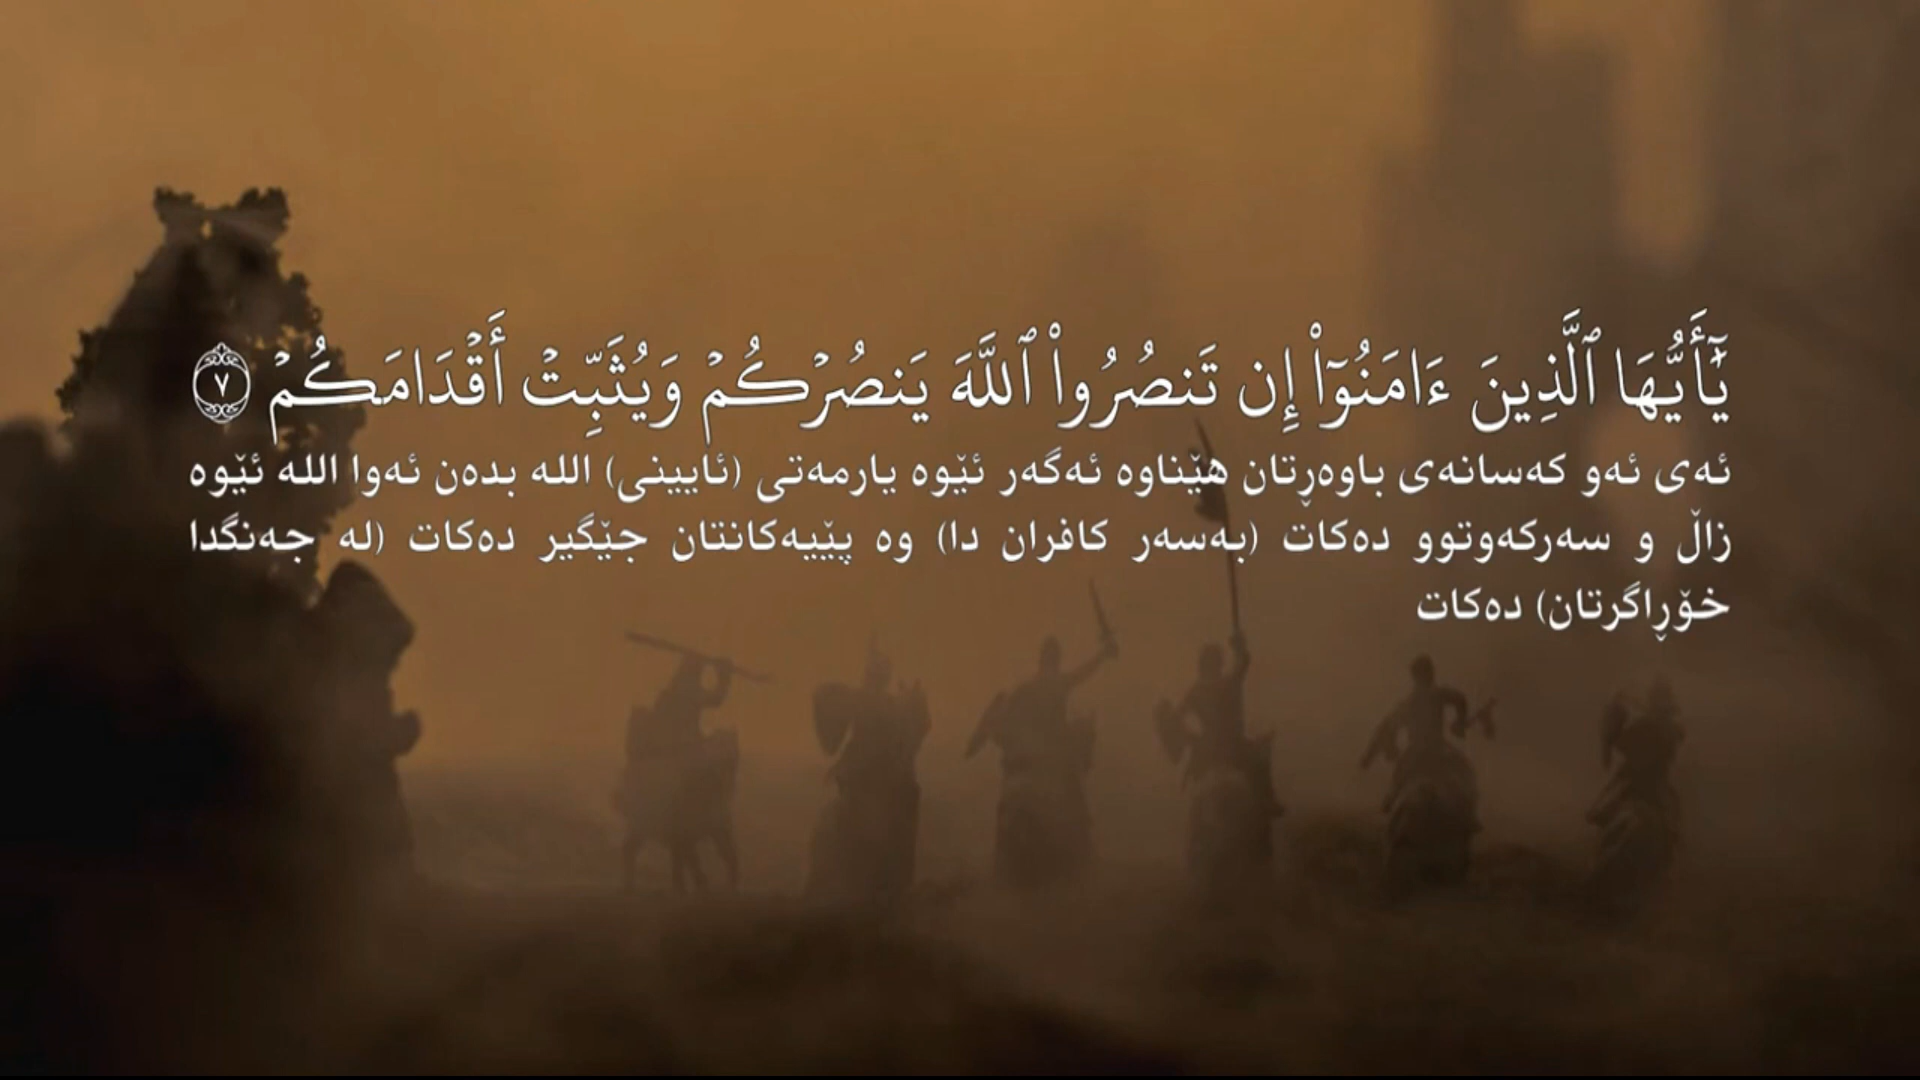 يَٰٓأَيُّهَا ٱلَّذِينَ ءَامَنُوٓا۟ إِن تَنصُرُوا۟ ٱللَّهَ يَنصُرْكُمْ وَيُثَبِّتْ أَقْدَامَكُمْ ٧
ئەی ئەو کەسانەی باوەڕتان هێناوە ئەگەر ئێوە یارمەتی (ئایینی) الله بدەن ئەوا الله ئێوە
زاڵ و سەرکەوتوو دەکات (بەسەر کافران دا) وە پێیەکانتان جێگیر دەکات (لە جەنگدا
خۆڕاگرتان) دەکات